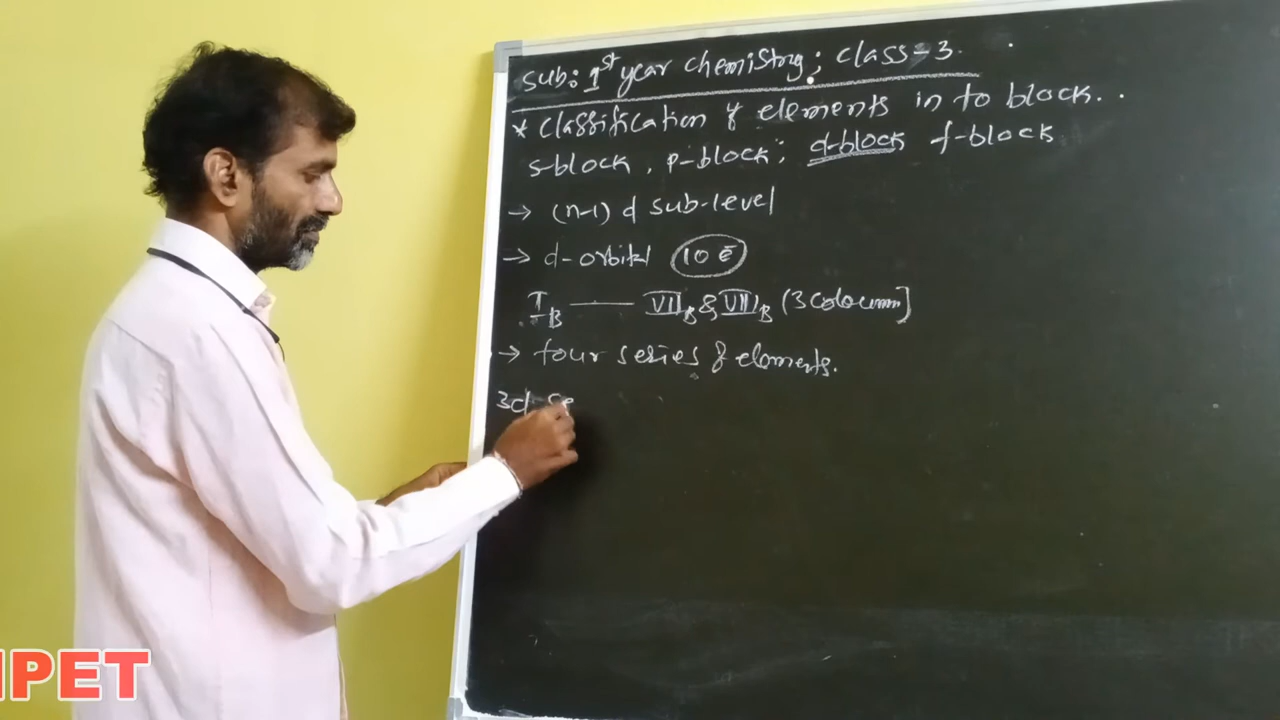 Sub: 1st year chemistry; class-3.
* Classification of elements in to block..
s-block, p-block; d-block f-block
→ (n-1) d sub-level
→ d-orbital 10 ē
I B —— VII B & VIII B (3 coloumn]
→ four series of elements.
3d-se
IPET